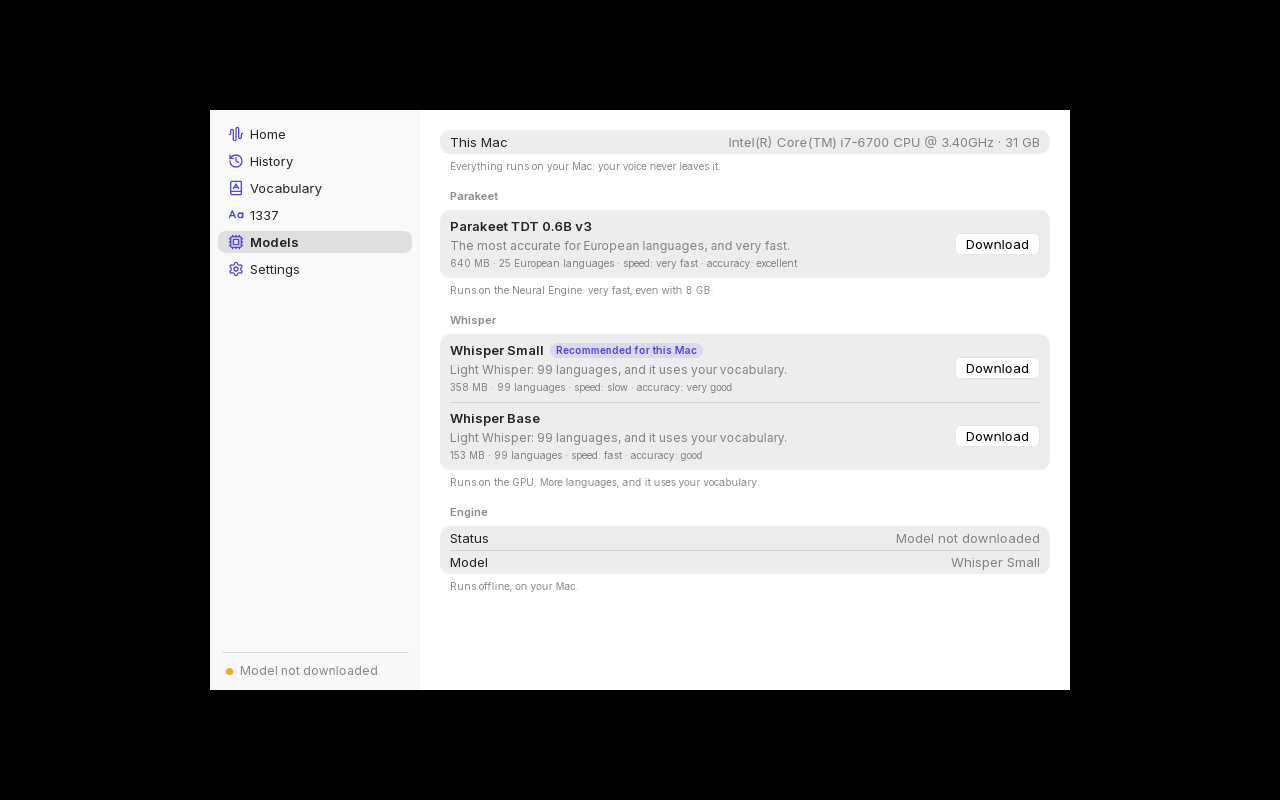 Home
History
Vocabulary
1337
Models
Settings
Model not downloaded
This Mac
Intel(R) Core(TM) i7-6700 CPU @ 3.40GHz · 31 GB
Everything runs on your Mac: your voice never leaves it.
Parakeet
Parakeet TDT 0.6B v3
The most accurate for European languages, and very fast.
640 MB · 25 European languages · speed: very fast · accuracy: excellent
Download
Runs on the Neural Engine: very fast, even with 8 GB.
Whisper
Whisper Small Recommended for this Mac
Light Whisper: 99 languages, and it uses your vocabulary.
358 MB · 99 languages · speed: slow · accuracy: very good
Download
Whisper Base
Light Whisper: 99 languages, and it uses your vocabulary.
153 MB · 99 languages · speed: fast · accuracy: good
Download
Runs on the GPU. More languages, and it uses your vocabulary.
Engine
Status Model not downloaded
Model Whisper Small
Runs offline, on your Mac.